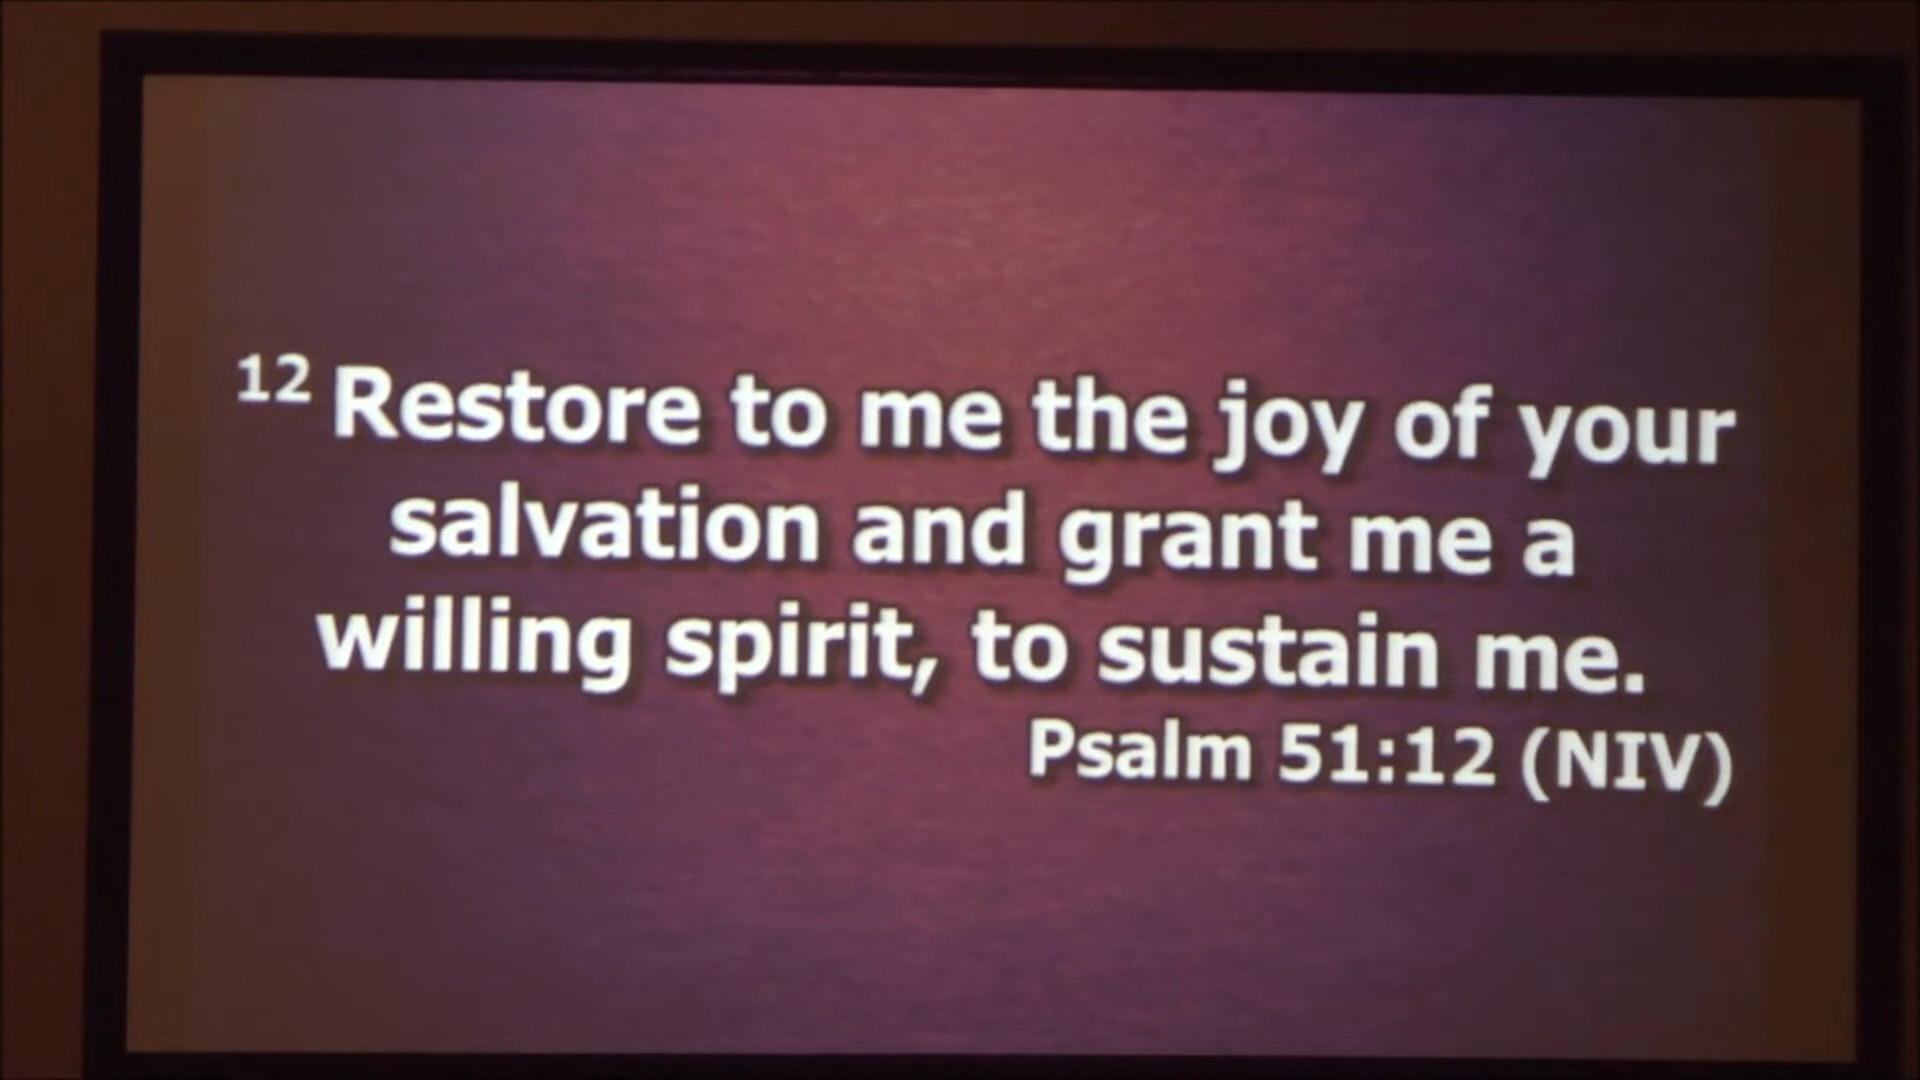 12 Restore to me the joy of your
salvation and grant me a
willing spirit, to sustain me.
Psalm 51:12 (NIV)